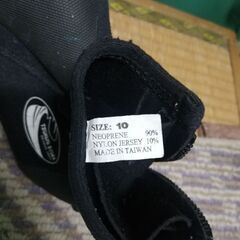 SIZE: 10
NEOPRENE 90%
NYLON JERSEY 10%
MADE IN TAIWAN